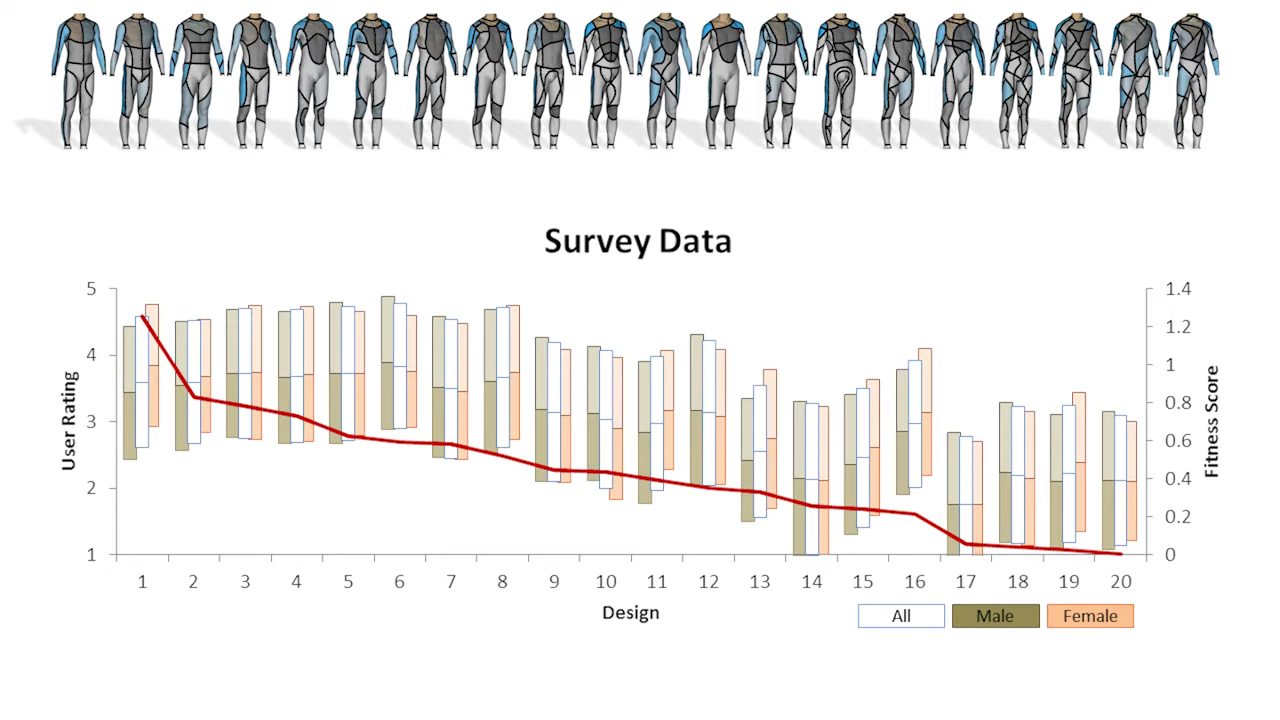 Survey Data
5 1.4
1.2
4 1
0.8
3
0.6
2 0.4
0.2
1 0
User Rating
Fitness Score
1 2 3 4 5 6 7 8 9 10 11 12 13 14 15 16 17 18 19 20
Design
All Male Female